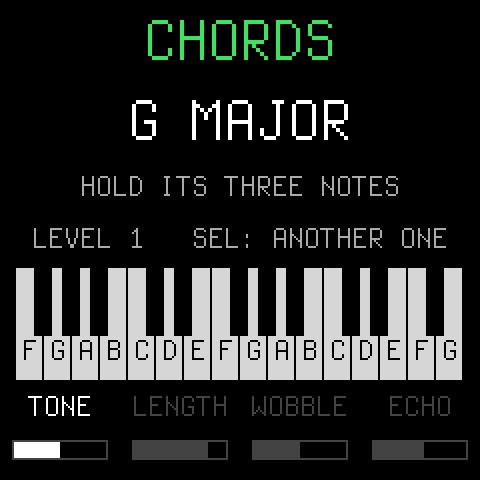 CHORDS
G MAJOR
HOLD ITS THREE NOTES
LEVEL 1 SEL: ANOTHER ONE
F G A B C D E F G A B C D E F G
TONE LENGTH WOBBLE ECHO